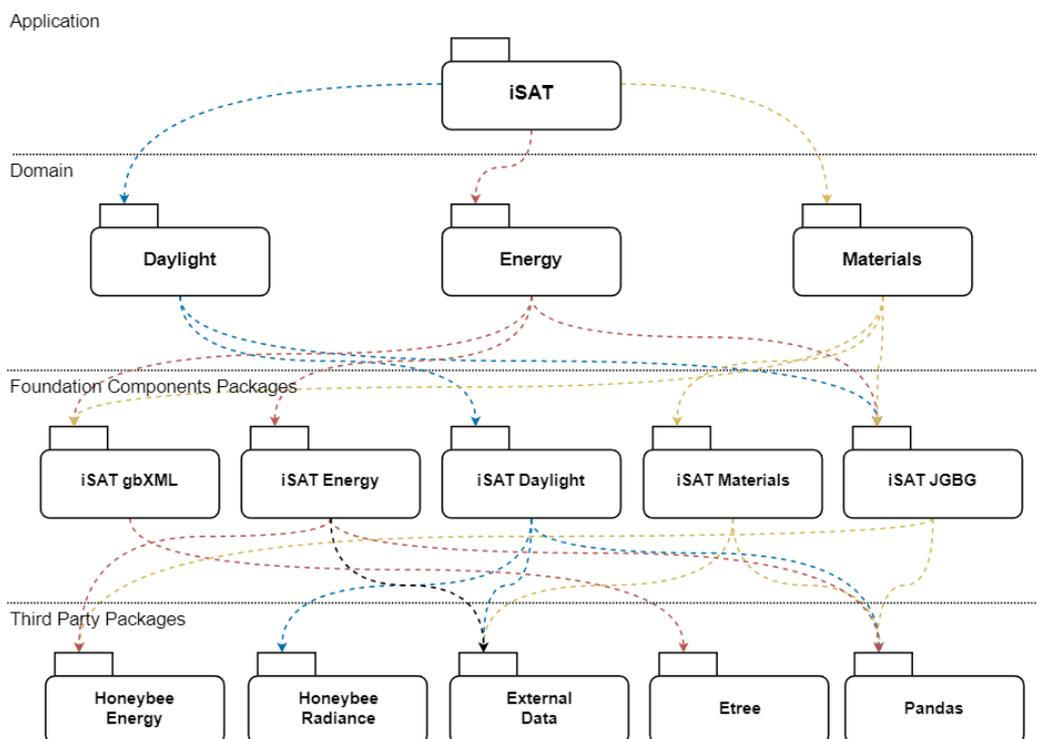 Application
iSAT
Domain
Daylight
Energy
Materials
Foundation Components Packages
iSAT gbXML
iSAT Energy
iSAT Daylight
iSAT Materials
iSAT JGBG
Third Party Packages
Honeybee
Energy
Honeybee
Radiance
External
Data
Etree
Pandas